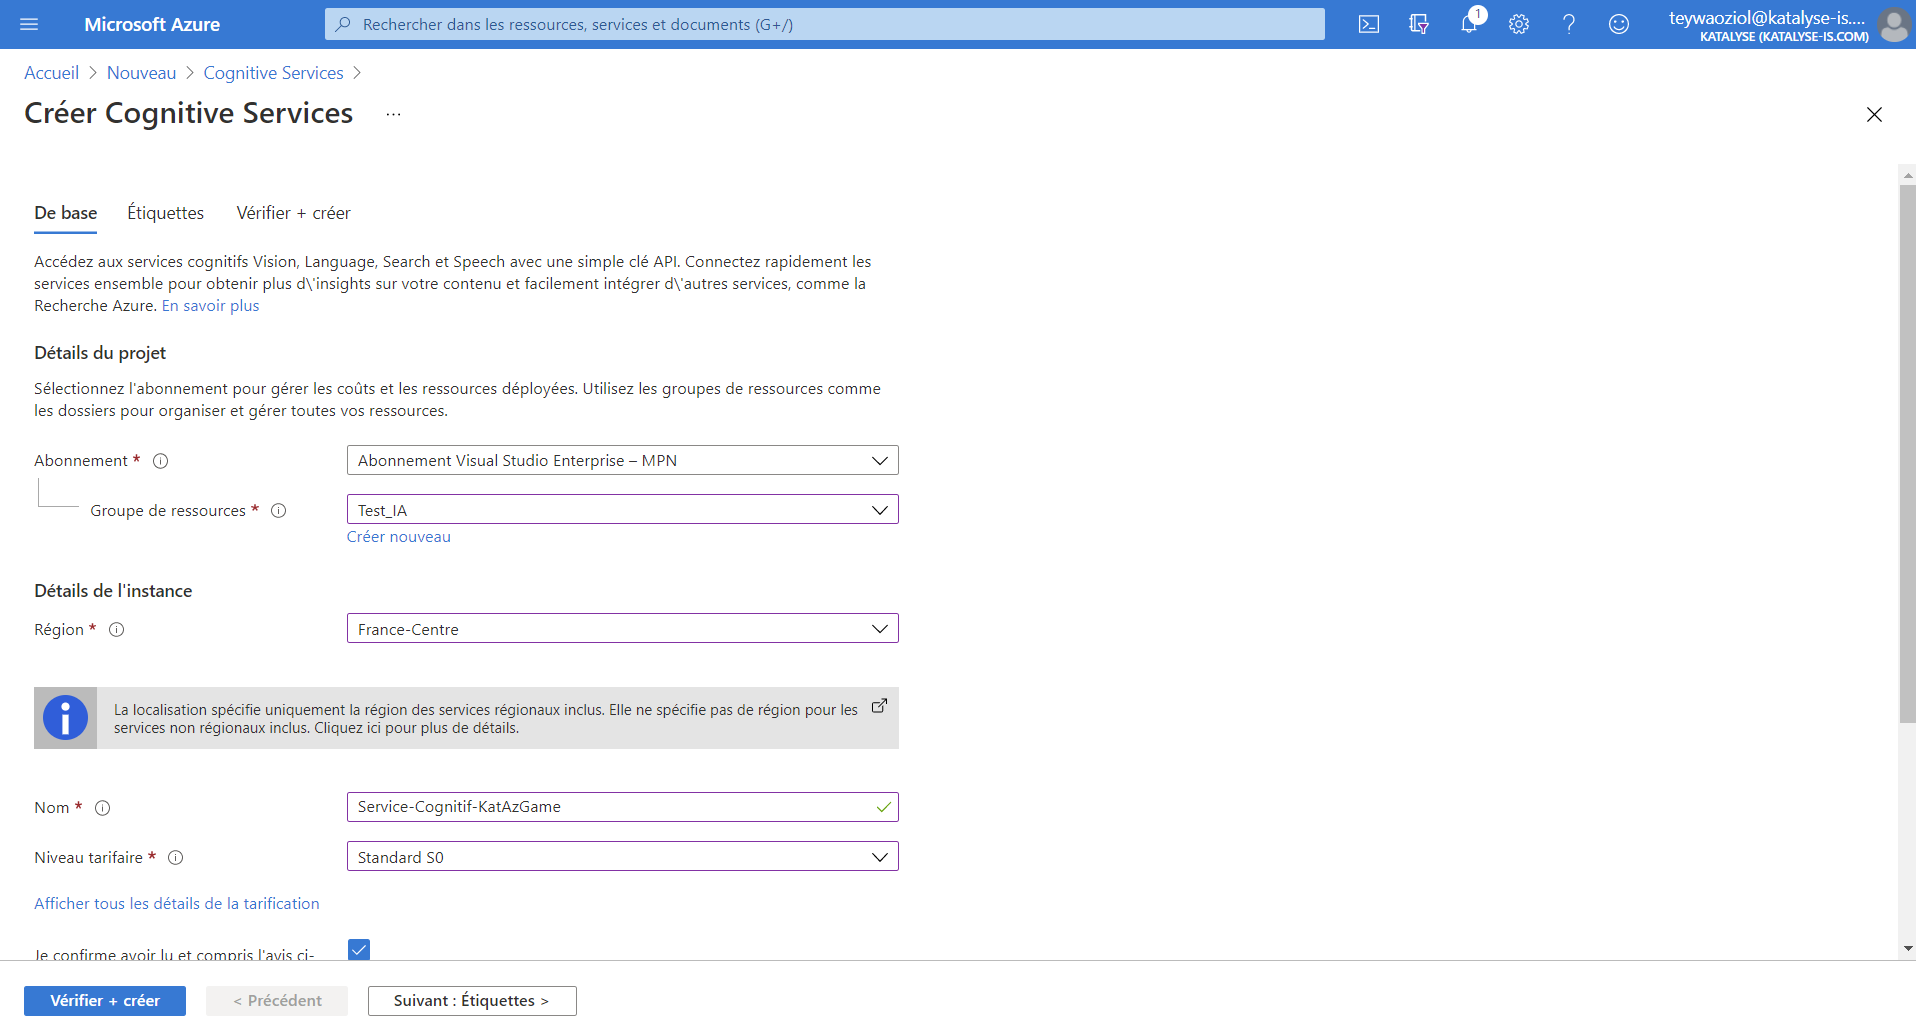 Microsoft Azure
Rechercher dans les ressources, services et documents (G+/)
1
teywaoziol@katalyse-is....
KATALYSE (KATALYSE-IS.COM)
Accueil > Nouveau > Cognitive Services >
Créer Cognitive Services ...
De base
Étiquettes
Vérifier + créer
Accédez aux services cognitifs Vision, Language, Search et Speech avec une simple clé API. Connectez rapidement les
services ensemble pour obtenir plus d\'insights sur votre contenu et facilement intégrer d\'autres services, comme la
Recherche Azure. En savoir plus
Détails du projet
Sélectionnez l'abonnement pour gérer les coûts et les ressources déployées. Utilisez les groupes de ressources comme
les dossiers pour organiser et gérer toutes vos ressources.
Abonnement *
Abonnement Visual Studio Enterprise – MPN
Groupe de ressources *
Test_IA
Créer nouveau
Détails de l'instance
Région *
France-Centre
La localisation spécifie uniquement la région des services régionaux inclus. Elle ne spécifie pas de région pour les
services non régionaux inclus. Cliquez ici pour plus de détails.
Nom *
Service-Cognitif-KatAzGame
Niveau tarifaire *
Standard S0
Afficher tous les détails de la tarification
Je confirme avoir lu et compris l'avis ci-
Vérifier + créer
< Précédent
Suivant : Étiquettes >